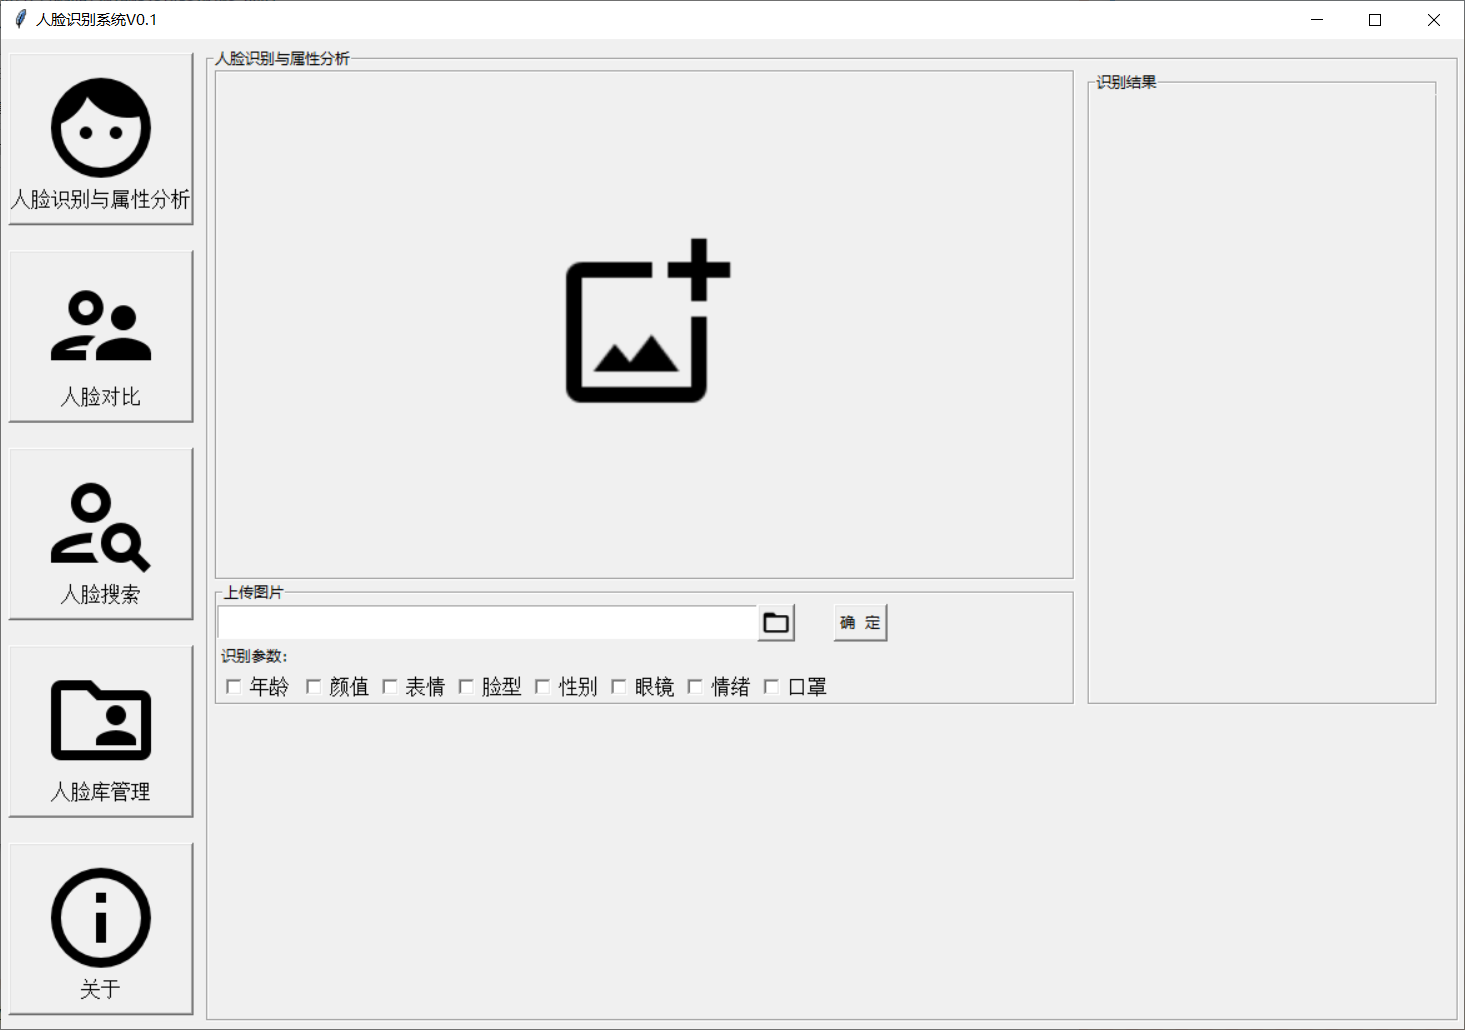 人脸识别系统V0.1
人脸识别与属性分析
人脸对比
人脸搜索
人脸库管理
关于
人脸识别与属性分析
识别结果
上传图片
确 定
识别参数:
年龄 颜值 表情 脸型 性别 眼镜 情绪 口罩